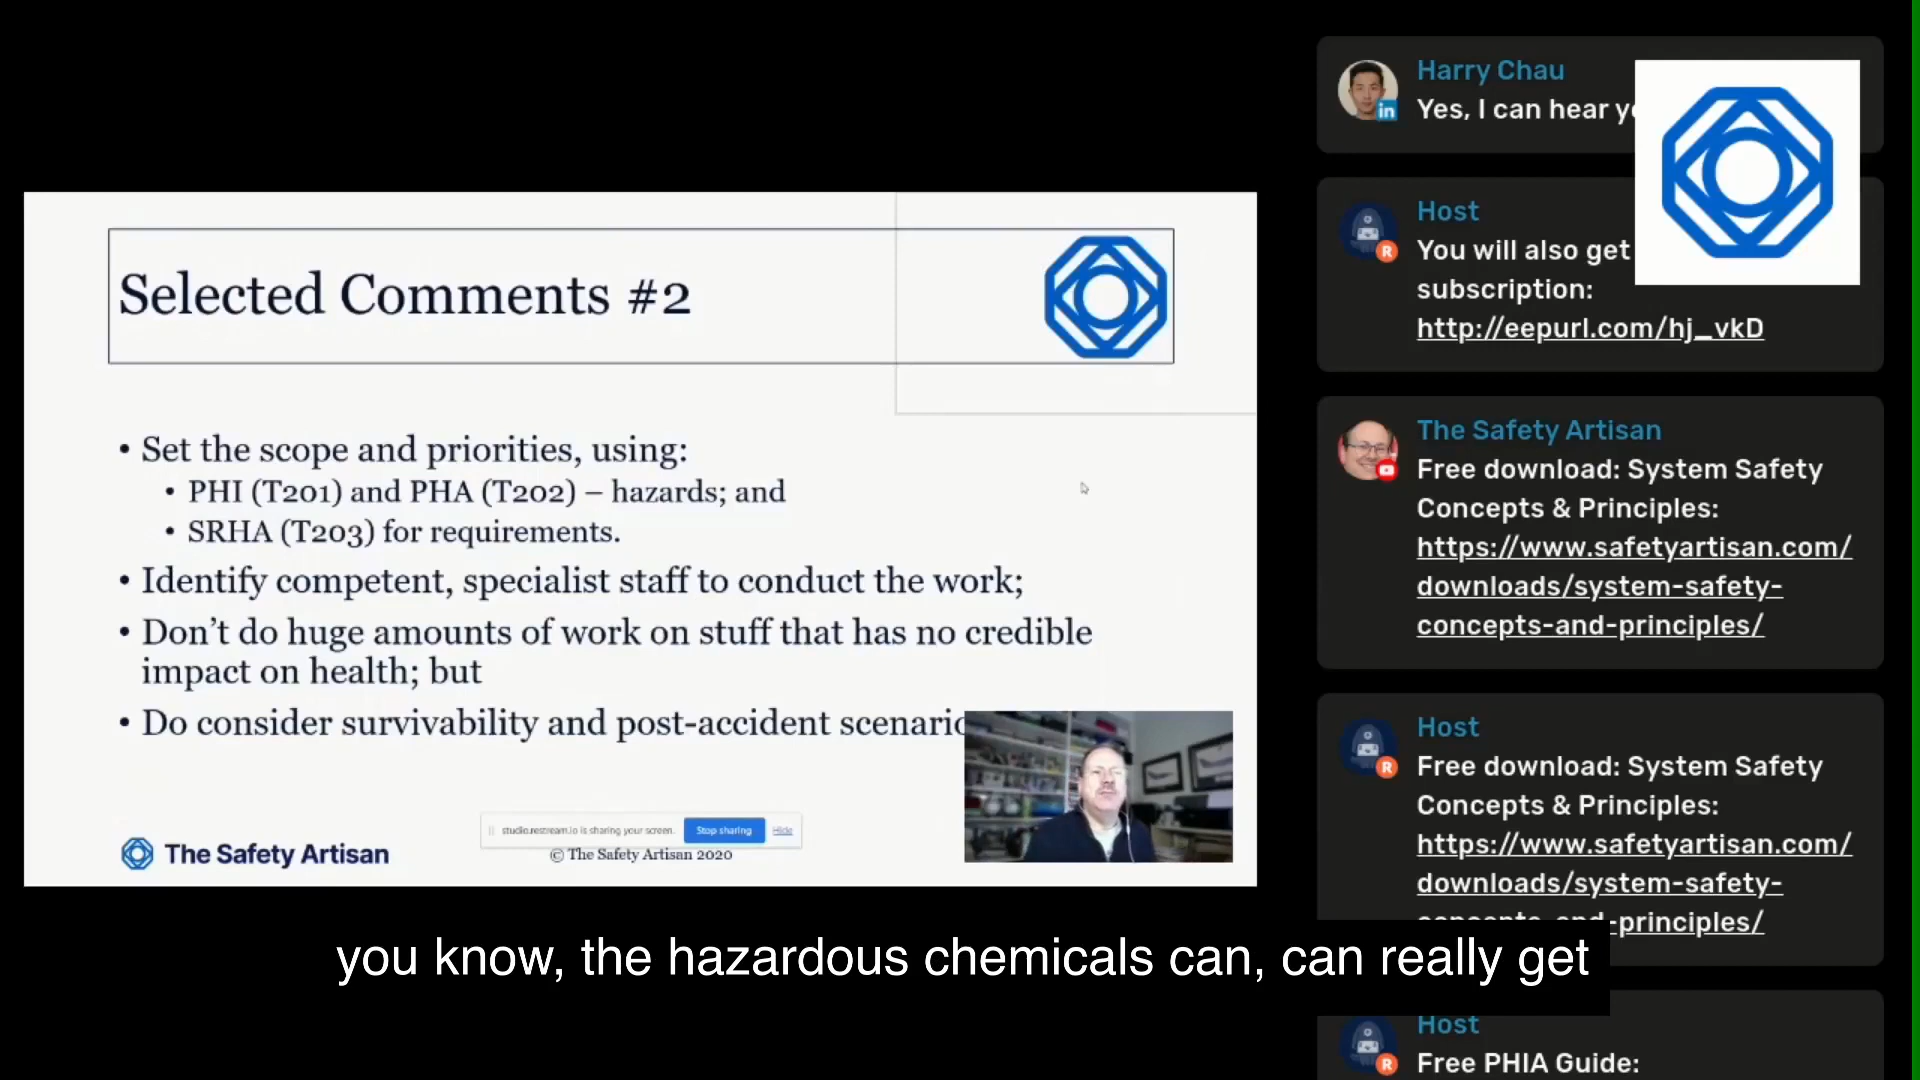 Selected Comments #2
• Set the scope and priorities, using:
• PHI (T201) and PHA (T202) – hazards; and
• SRHA (T203) for requirements.
• Identify competent, specialist staff to conduct the work;
• Don't do huge amounts of work on stuff that has no credible
impact on health; but
• Do consider survivability and post-accident scenario
studio.restream.io is sharing your screen. Stop sharing Hide
The Safety Artisan
© The Safety Artisan 2020
you know, the hazardous chemicals can, can really get
Harry Chau
Yes, I can hear
Host
You will also get
subscription:
http://eepurl.com/hj_vkD
The Safety Artisan
Free download: System Safety
Concepts & Principles:
https://www.safetyartisan.com/
downloads/system-safety-
concepts-and-principles/
Host
Free download: System Safety
Concepts & Principles:
https://www.safetyartisan.com/
downloads/system-safety-
concepts-and-principles/
Host
Free PHIA Guide: